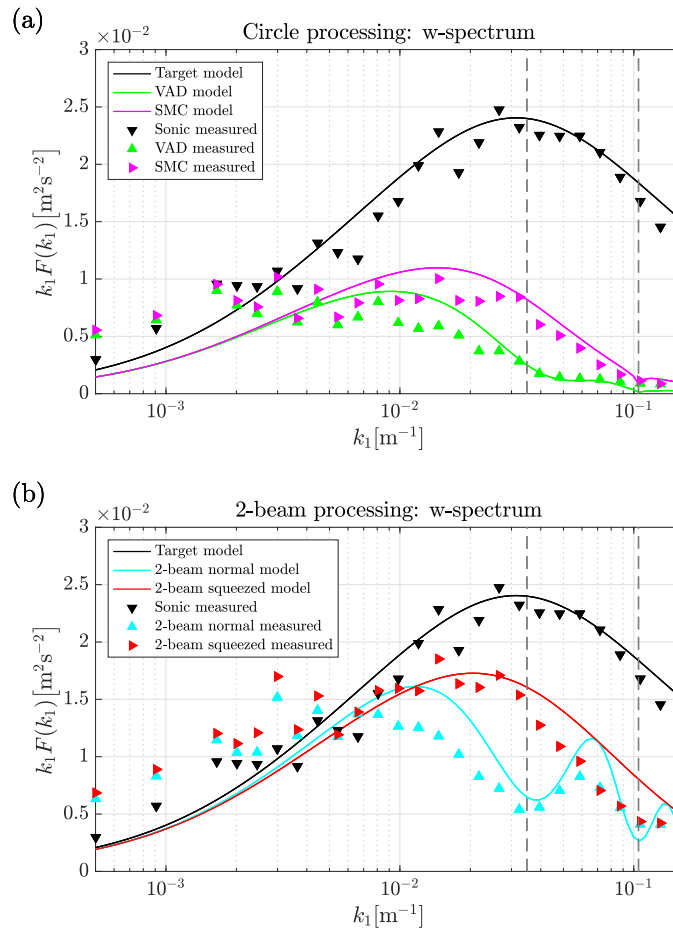 (a)
Circle processing: w-spectrum
×10⁻²
3
2.5
2
1.5
1
0.5
0
k₁F(k₁)[m²s⁻²]
Target model
VAD model
SMC model
Sonic measured
VAD measured
SMC measured
10⁻³ 10⁻² 10⁻¹
k₁[m⁻¹]
(b)
2-beam processing: w-spectrum
×10⁻²
3
2.5
2
1.5
1
0.5
0
k₁F(k₁)[m²s⁻²]
Target model
2-beam normal model
2-beam squeezed model
Sonic measured
2-beam normal measured
2-beam squeezed measured
10⁻³ 10⁻² 10⁻¹
k₁[m⁻¹]